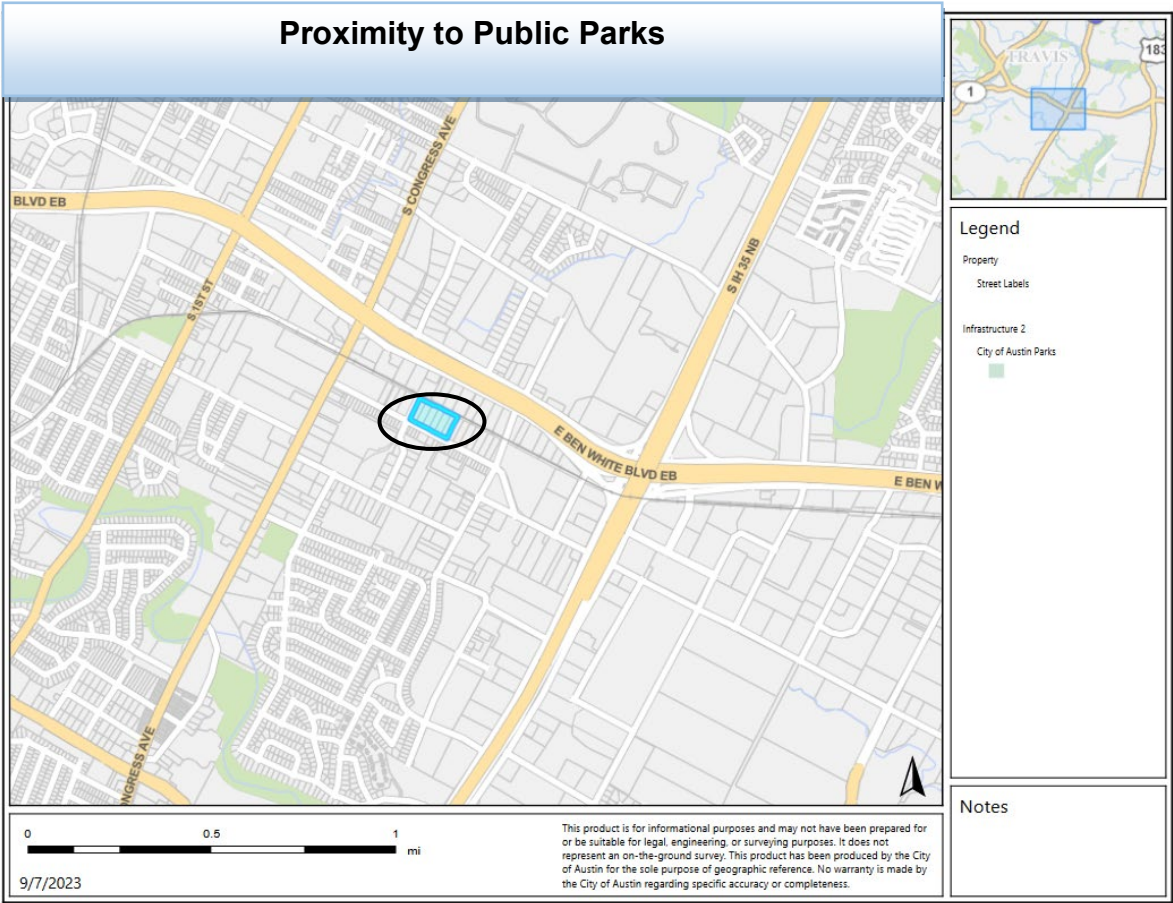 Proximity to Public Parks
TRAVIS
183
1
S CONGRESS AVE
BLVD EB
S IH 35 NB
S 1ST ST
E BEN WHITE BLVD EB
E BEN W
NGRESS AVE
Legend
Property
Street Labels
Infrastructure 2
City of Austin Parks
Notes
0 0.5 1
mi
9/7/2023
This product is for informational purposes and may not have been prepared for
or be suitable for legal, engineering, or surveying purposes. It does not
represent an on-the-ground survey. This product has been produced by the City
of Austin for the sole purpose of geographic reference. No warranty is made by
the City of Austin regarding specific accuracy or completeness.